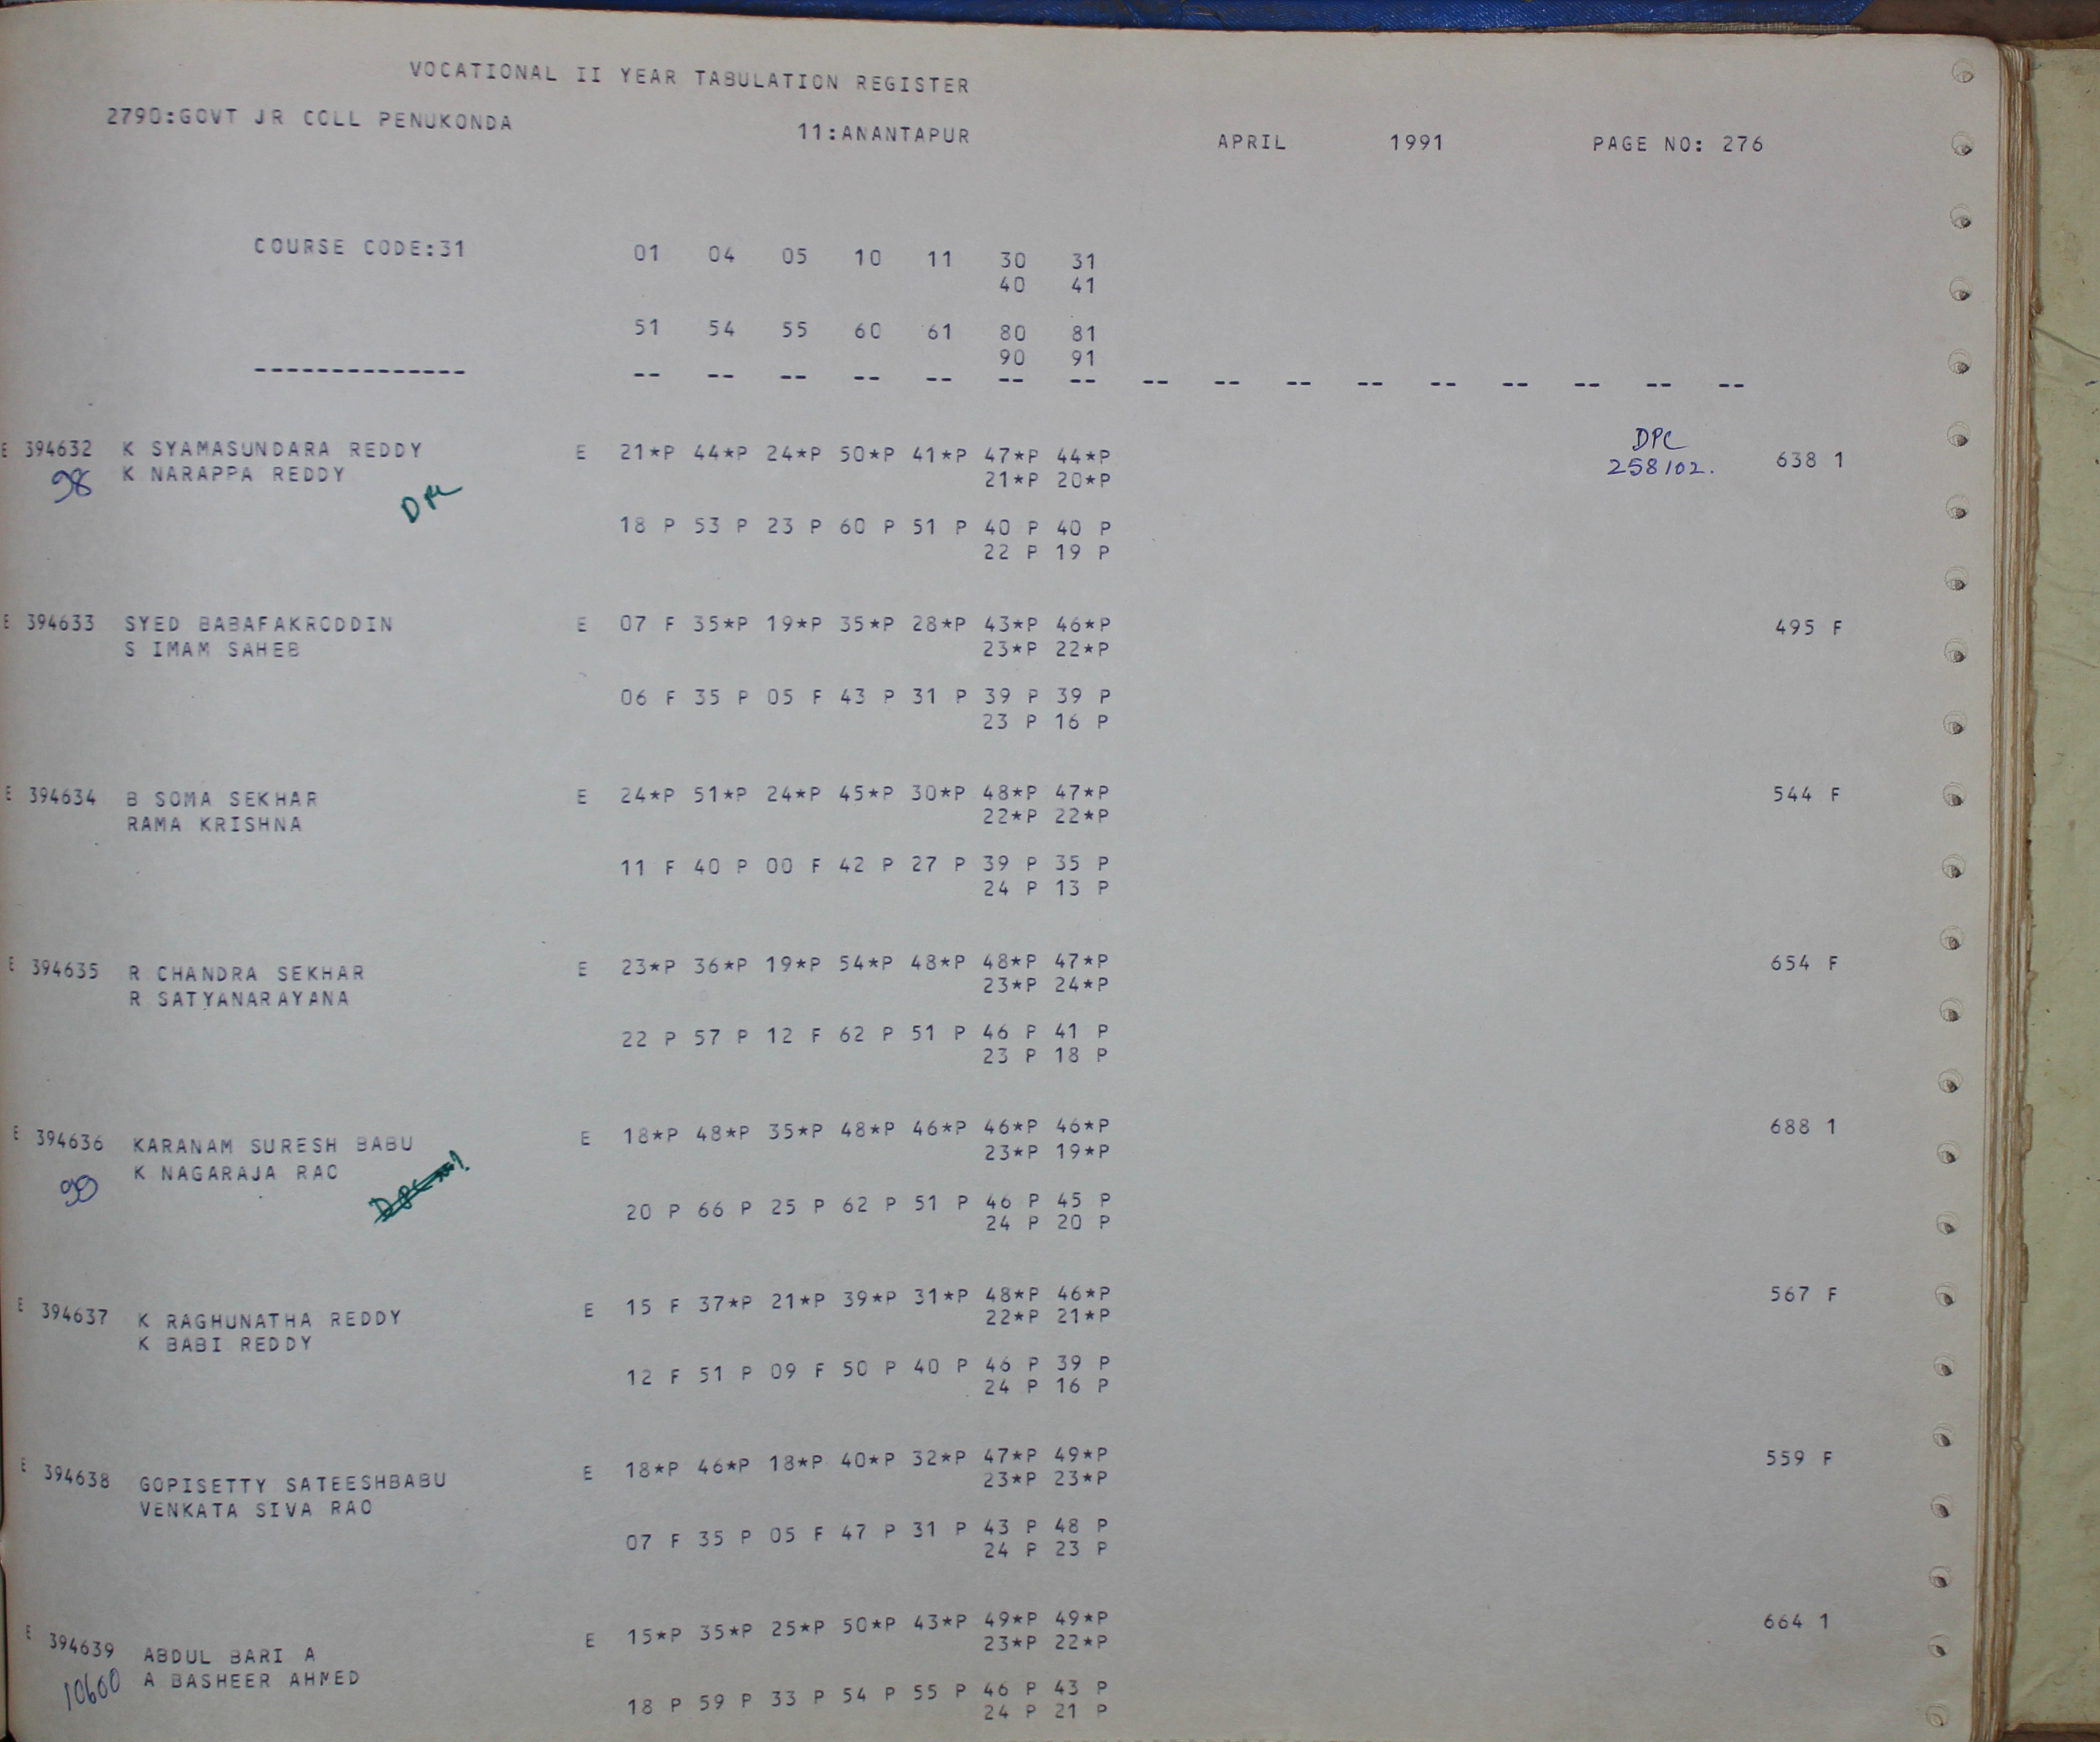 VOCATIONAL II YEAR TABULATION REGISTER
2790:GOVT JR COLL PENUKONDA 11:ANANTAPUR APRIL 1991 PAGE NO: 276
COURSE CODE:31 01 04 05 10 11 30 31
40 41
51 54 55 60 61 80 81
90 91
-------------- -- -- -- -- -- -- -- -- -- -- -- -- -- -- -- --
E 394632 K SYAMASUNDARA REDDY E 21*P 44*P 24*P 50*P 41*P 47*P 44*P DPC 638 1
98 K NARAPPA REDDY 21*P 20*P 258102.
18 P 53 P 23 P 60 P 51 P 40 P 40 P
22 P 19 P
E 394633 SYED BABAFAKRODDIN E 07 F 35*P 19*P 35*P 28*P 43*P 46*P 495 F
S IMAM SAHEB 23*P 22*P
06 F 35 P 05 F 43 P 31 P 39 P 39 P
23 P 16 P
E 394634 B SOMA SEKHAR E 24*P 51*P 24*P 45*P 30*P 48*P 47*P 544 F
RAMA KRISHNA 22*P 22*P
11 F 40 P 00 F 42 P 27 P 39 P 35 P
24 P 13 P
E 394635 R CHANDRA SEKHAR E 23*P 36*P 19*P 54*P 48*P 48*P 47*P 654 F
R SATYANARAYANA 23*P 24*P
22 P 57 P 12 F 62 P 51 P 46 P 41 P
23 P 18 P
E 394636 KARANAM SURESH BABU E 18*P 48*P 35*P 48*P 46*P 46*P 46*P 688 1
99 K NAGARAJA RAO 23*P 19*P
20 P 66 P 25 P 62 P 51 P 46 P 45 P
24 P 20 P
E 394637 K RAGHUNATHA REDDY E 15 F 37*P 21*P 39*P 31*P 48*P 46*P 567 F
K BABI REDDY 22*P 21*P
12 F 51 P 09 F 50 P 40 P 46 P 39 P
24 P 16 P
E 394638 GOPISETTY SATEESHBABU E 18*P 46*P 18*P 40*P 32*P 47*P 49*P 559 F
VENKATA SIVA RAO 23*P 23*P
07 F 35 P 05 F 47 P 31 P 43 P 48 P
24 P 23 P
E 394639 ABDUL BARI A E 15*P 35*P 25*P 50*P 43*P 49*P 49*P 664 1
10600 A BASHEER AHMED 23*P 22*P
18 P 59 P 33 P 54 P 55 P 46 P 43 P
24 P 21 P